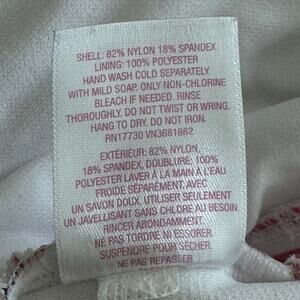 SHELL: 82% NYLON 18% SPANDEX
LINING: 100% POLYESTER
HAND WASH COLD SEPARATELY.
WITH MILD SOAP. ONLY NON-CHLORINE
BLEACH IF NEEDED. RINSE
THOROUGHLY. DO NOT TWIST OR WRING.
HANG TO DRY. DO NOT IRON.
RN17730 VN3681882
EXTÉRIEUR: 82% NYLON,
18% SPANDEX, DOUBLURE: 100%
POLYESTER LAVER À LA MAIN À L'EAU
FROIDE SÉPARÉMENT, AVEC
UN SAVON DOUX. UTILISER SEULEMENT
UN JAVELLISANT SANS CHLORE AU BESOIN.
RINCER ABONDAMMENT.
NE PAS TORDRE NI ESSORER.
SUSPENDRE POUR SÉCHER.
NE PAS REPASSER